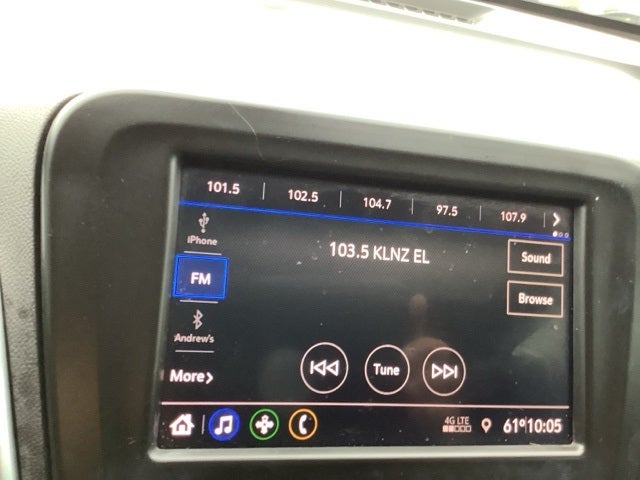 101.5 102.5 104.7 97.5 107.9
iPhone
103.5 KLNZ EL
Sound
FM
Browse
Andrew's
More
Tune
4G LTE
61° 10:05